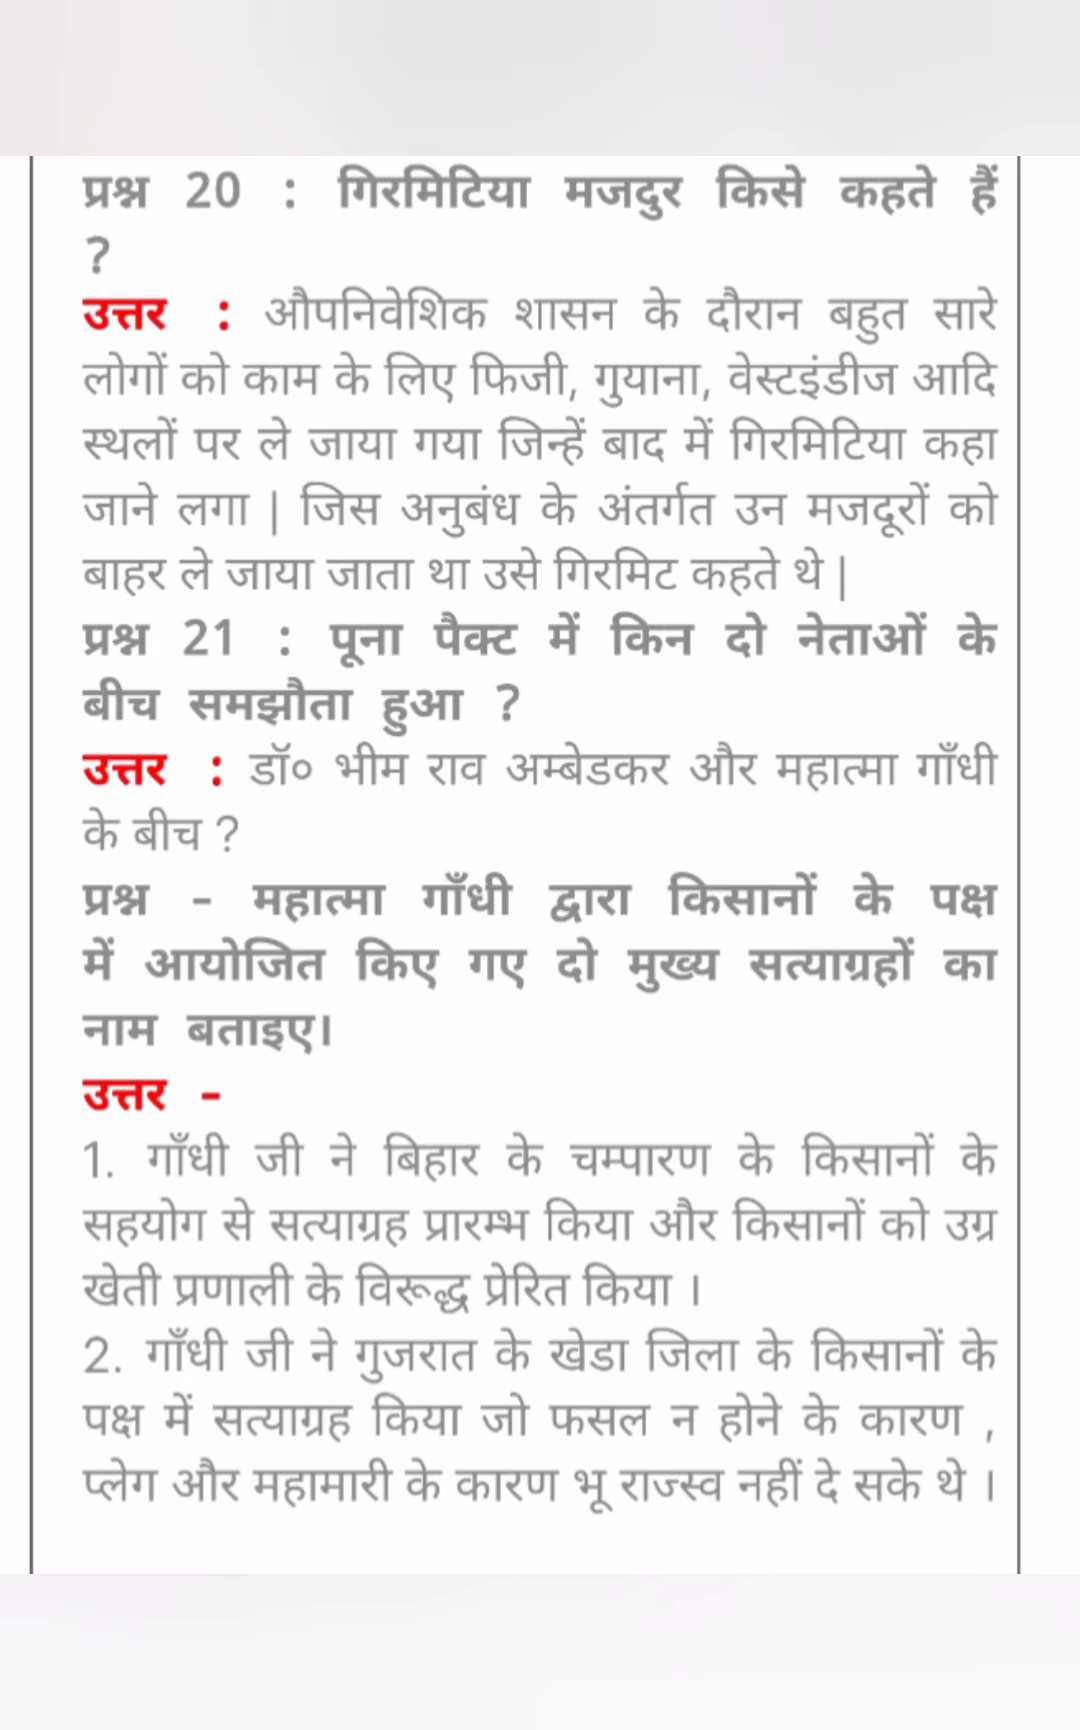 प्रश्न 20 : गिरमिटिया मजदुर किसे कहते हैं
?
उत्तर : औपनिवेशिक शासन के दौरान बहुत सारे
लोगों को काम के लिए फिजी, गुयाना, वेस्टइंडीज आदि
स्थलों पर ले जाया गया जिन्हें बाद में गिरमिटिया कहा
जाने लगा | जिस अनुबंध के अंतर्गत उन मजदूरों को
बाहर ले जाया जाता था उसे गिरमिट कहते थे |
प्रश्न 21 : पूना पैक्ट में किन दो नेताओं के
बीच समझौता हुआ ?
उत्तर : डॉ० भीम राव अम्बेडकर और महात्मा गाँधी
के बीच ?
प्रश्न - महात्मा गाँधी द्वारा किसानों के पक्ष
में आयोजित किए गए दो मुख्य सत्याग्रहों का
नाम बताइए।
उत्तर -
1. गाँधी जी ने बिहार के चम्पारण के किसानों के
सहयोग से सत्याग्रह प्रारम्भ किया और किसानों को उग्र
खेती प्रणाली के विरूद्ध प्रेरित किया ।
2. गाँधी जी ने गुजरात के खेडा जिला के किसानों के
पक्ष में सत्याग्रह किया जो फसल न होने के कारण ,
प्लेग और महामारी के कारण भू राज्स्व नहीं दे सके थे ।